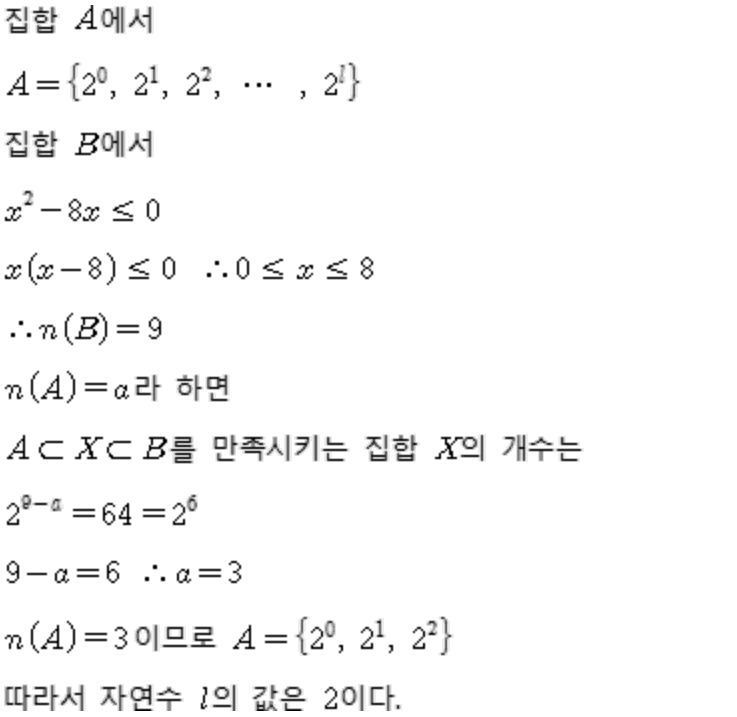 집합 A에서
A={2⁰, 2¹, 2², ⋯ , 2ˡ}
집합 B에서
x²−8x≤0
x(x−8)≤0 ∴0≤x≤8
∴n(B)=9
n(A)=a라 하면
A⊂X⊂B를 만족시키는 집합 X의 개수는
2⁹⁻ᵃ=64=2⁶
9−a=6 ∴a=3
n(A)=3이므로 A={2⁰, 2¹, 2²}
따라서 자연수 l의 값은 2이다.